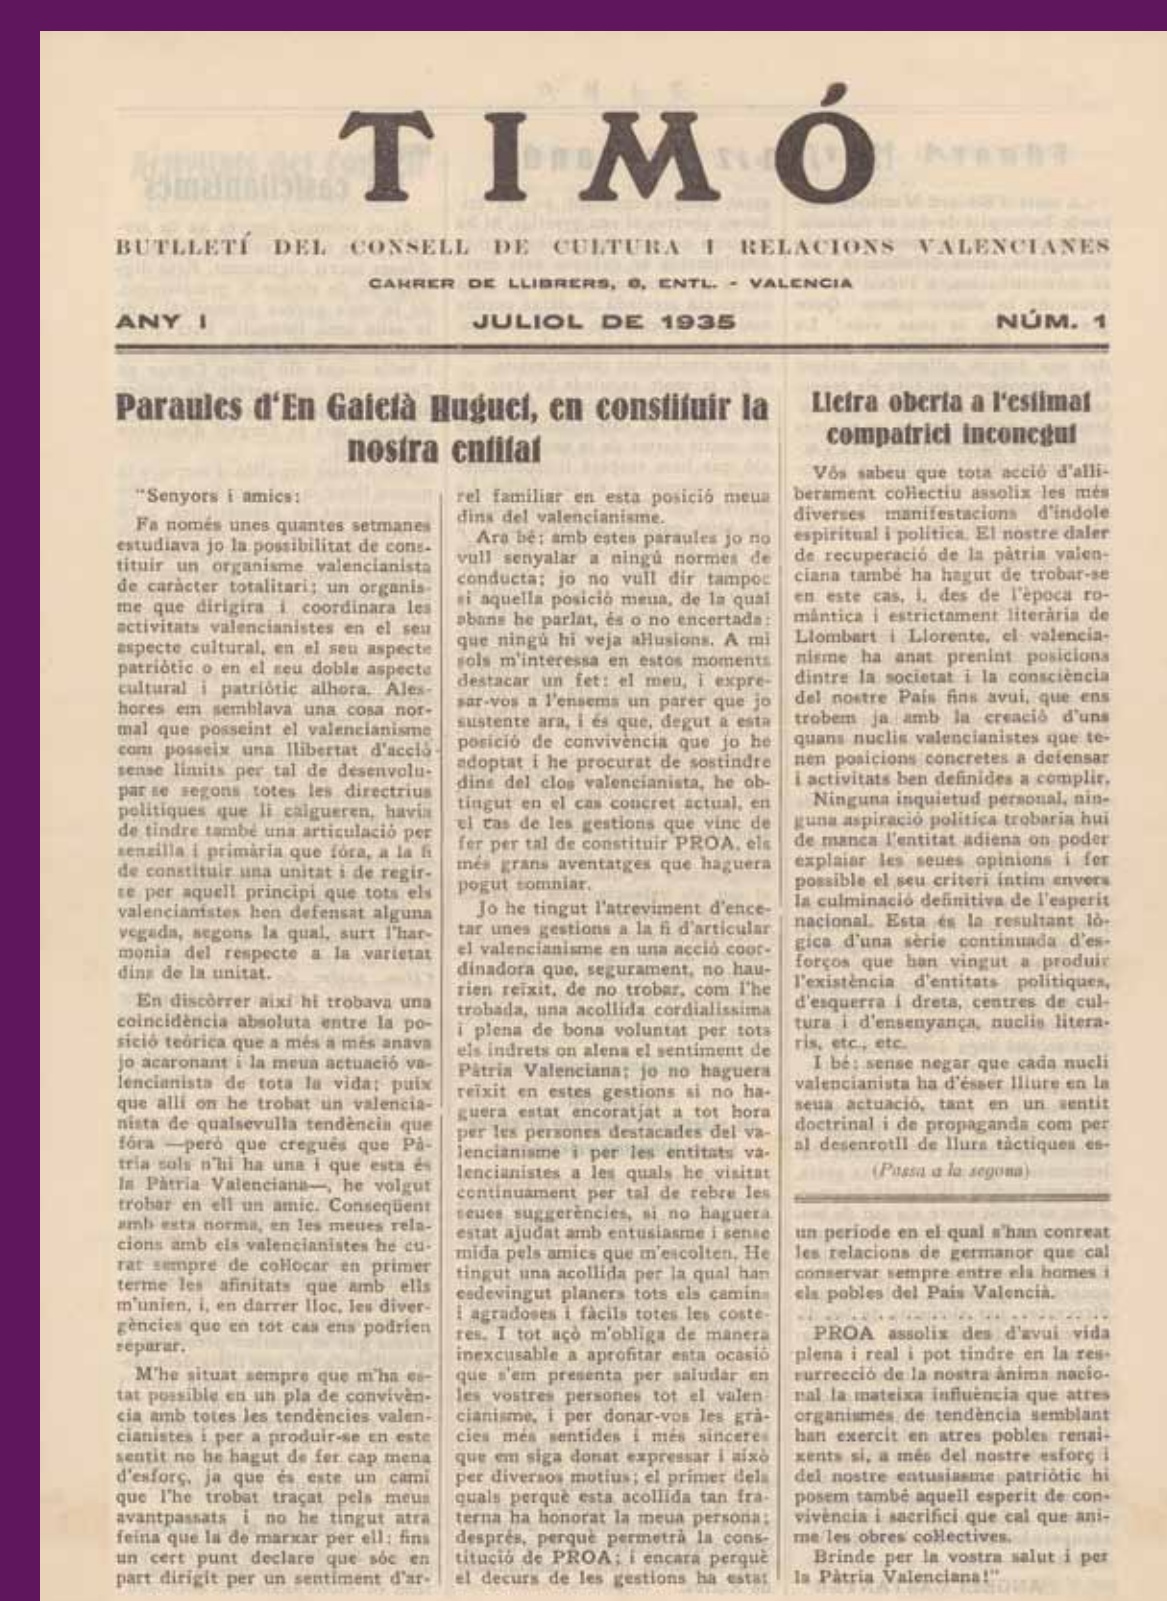 TIMÓ
BUTLLETÍ DEL CONSELL DE CULTURA I RELACIONS VALENCIANES
CARRER DE LLIBRERS, 6, ENTL. - VALENCIA
ANY I JULIOL DE 1935 NÚM. 1
Paraules d'En Gaietà Huguet, en constituir la
nostra entitat
"Senyors i amics:
Fa només unes quantes setmanes
estudiava jo la possibilitat de cons-
tituir un organisme valencianista
de caràcter totalitari; un organis-
me que dirigira i coordinara les
activitats valencianistes en el seu
aspecte cultural, en el seu aspecte
patriòtic o en el seu doble aspecte
cultural i patriòtic alhora. Ales-
hores em semblava una cosa nor-
mal que posseint el valencianisme
com posseix una llibertat d'acció
sense límits per tal de desenvolu-
par se segons totes les directrius
polítiques que li calgueren, havia
de tindre també una articulació per
senzilla i primària que fóra, a la fi
de constituir una unitat i de regir-
se per aquell principi que tots els
valencianistes hen defensat alguna
vegada, segons la qual, surt l'har-
monia del respecte a la varietat
dins de la unitat.
En discórrer així hi trobava una
coincidència absoluta entre la po-
sició teòrica que a més a més anava
jo acaronant i la meua actuació va-
lencianista de tota la vida; puix
que allí on he trobat un valencia-
nista de qualsevulla tendència que
fóra —però que cregués que Pà-
tria sols n'hi ha una i que esta és
la Pàtria Valenciana—, he volgut
trobar en ell un amic. Conseqüent
amb esta norma, en les meues rela-
cions amb els valencianistes he cu-
rat sempre de coŀlocar en primer
terme les afinitats que amb ells
m'unien, i, en darrer lloc, les diver-
gències que en tot cas ens podrien
separar.
M'he situat sempre que m'ha es-
tat possible en un pla de convivèn-
cia amb totes les tendències valen-
cianistes i per a produir-se en este
sentit no he hagut de fer cap mena
d'esforç, ja que és este un camí
que l'he trobat traçat pels meus
avantpassats i no he tingut atra
feina que la de marxar per ell; fins
un cert punt declare que sóc en
part dirigit per un sentiment d'ar-
rel familiar en esta posició meua
dins del valencianisme.
Ara bé; amb estes paraules jo no
vull senyalar a ningú normes de
conducta; jo no vull dir tampoc
si aquella posició meua, de la qual
abans he parlat, és o no encertada:
que ningú hi veja aŀlusions. A mi
sols m'interessa en estos moments
destacar un fet: el meu, i expre-
sar-vos a l'ensems un parer que jo
sustente ara, i és que, degut a esta
posició de convivència que jo he
adoptat i he procurat de sostindre
dins del clos valencianista, he ob-
tingut en el cas concret actual, en
el cas de les gestions que vinc de
fer per tal de constituir PROA, els
més grans aventatges que haguera
pogut somniar.
Jo he tingut l'atreviment d'ence-
tar unes gestions a la fi d'articular
el valencianisme en una acció coor-
dinadora que, segurament, no hau-
rien reïxit, de no trobar, com l'he
trobada, una acollida cordialíssima
i plena de bona voluntat per tots
els indrets on alena el sentiment de
Pàtria Valenciana; jo no haguera
reïxit en estes gestions si no ha-
guera estat encoratjat a tot hora
per les persones destacades del va-
lencianisme i per les entitats va-
lencianistes a les quals he visitat
contínuament per tal de rebre les
seues suggerències, si no haguera
estat ajudat amb entusiasme i sense
mida pels amics que m'escolten. He
tingut una acollida per la qual han
esdevingut planers tots els camins
i agradoses i fàcils totes les coste-
res. I tot açò m'obliga de manera
inexcusable a aprofitar esta ocasió
que s'em presenta per saludar en
les vostres persones tot el valen
cianisme, i per donar-vos les grà-
cies més sentides i més sinceres
que em siga donat expressar i això
per diversos motius; el primer dels
quals perquè esta acollida tan fra-
terna ha honorat la meua persona;
després, perquè permetrà la cons-
titució de PROA; i encara perquè
el decurs de les gestions ha estat
Lletra oberta a l'estimat
compatrici inconegut
Vós sabeu que tota acció d'alli-
berament coŀlectiu assolix les més
diverses manifestacions d'índole
espiritual i política. El nostre daler
de recuperació de la pàtria valen-
ciana també ha hagut de trobar-se
en este cas, i, des de l'època ro-
màntica i estrictament literària de
Llombart i Llorente, el valencia-
nisme ha anat prenint posicions
dintre la societat i la consciència
del nostre País fins avui, que ens
trobem ja amb la creació d'uns
quans nuclis valencianistes que te-
nen posicions concretes a defensar
i activitats ben definides a complir.
Ninguna inquietud personal, nin-
guna aspiració política trobaria hui
de manca l'entitat adiena on poder
explaiar les seues opinions i fer
possible el seu criteri íntim envers
la culminació definitiva de l'esperit
nacional. Esta és la resultant lò-
gica d'una sèrie continuada d'es-
forços que han vingut a produir
l'existència d'entitats polítiques,
d'esquerra i dreta, centres de cul-
tura i d'ensenyança, nuclis litera-
ris, etc., etc.
I bé; sense negar que cada nucli
valencianista ha d'ésser lliure en la
seua actuació, tant en un sentit
doctrinal i de propaganda com per
al desenrotll de llurs tàctiques es-
(Passa a la segona)
un període en el qual s'han conreat
les relacions de germanor que cal
conservar sempre entre els homes i
els pobles del País Valencià.
. . . . . . . . . . . . . . . . . . . .
PROA assolix des d'avui vida
plena i real i pot tindre en la res-
surrecció de la nostra ànima nacio-
nal la mateixa influència que atres
organismes de tendència semblant
han exercit en atres pobles renai-
xents si, a més del nostre esforç i
del nostre entusiasme patriòtic hi
posem també aquell esperit de con-
vivència i sacrifici que cal que ani-
me les obres coŀlectives.
Brinde per la vostra salut i per
la Pàtria Valenciana!"